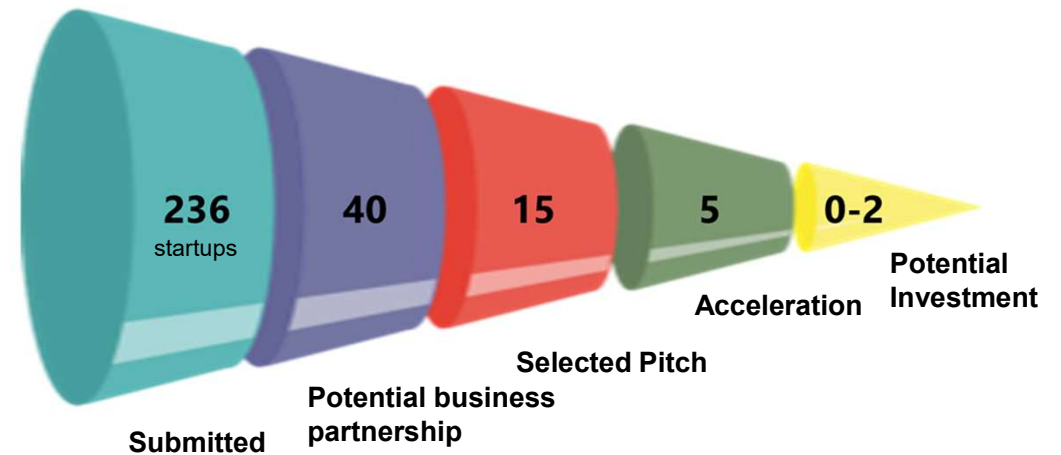 236
startups
40
15
5
0-2
Potential
Investment
Acceleration
Selected Pitch
Potential business
partnership
Submitted